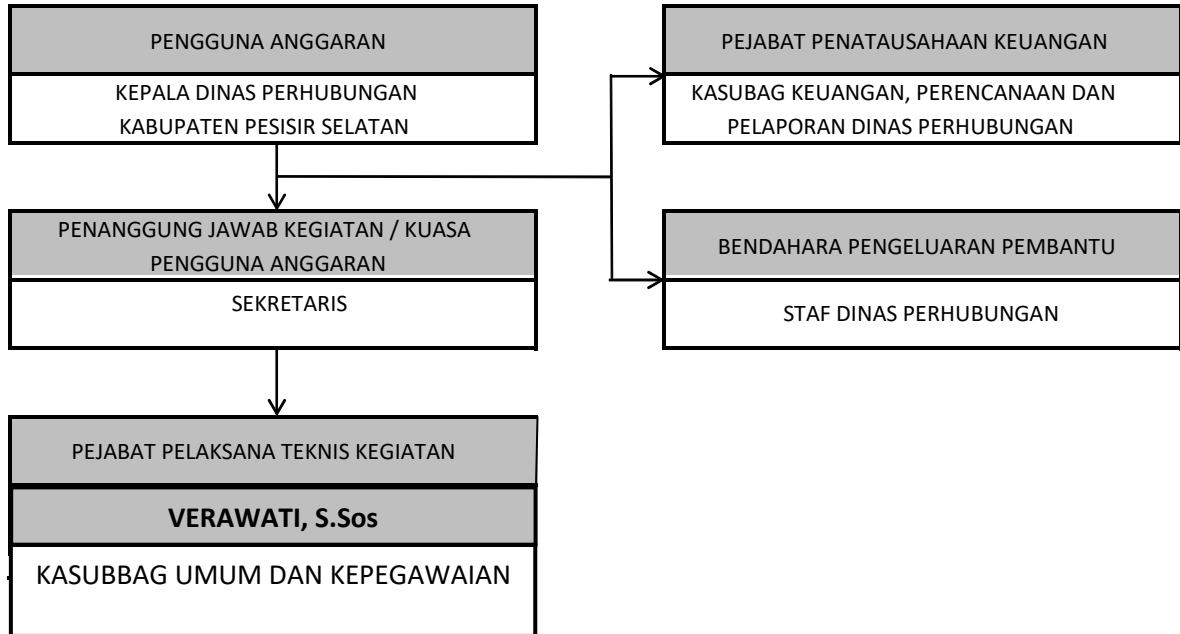 PENGGUNA ANGGARAN
KEPALA DINAS PERHUBUNGAN
KABUPATEN PESISIR SELATAN
PEJABAT PENATAUSAHAAN KEUANGAN
KASUBAG KEUANGAN, PERENCANAAN DAN
PELAPORAN DINAS PERHUBUNGAN
PENANGGUNG JAWAB KEGIATAN / KUASA
PENGGUNA ANGGARAN
SEKRETARIS
BENDAHARA PENGELUARAN PEMBANTU
STAF DINAS PERHUBUNGAN
PEJABAT PELAKSANA TEKNIS KEGIATAN
VERAWATI, S.Sos
KASUBBAG UMUM DAN KEPEGAWAIAN